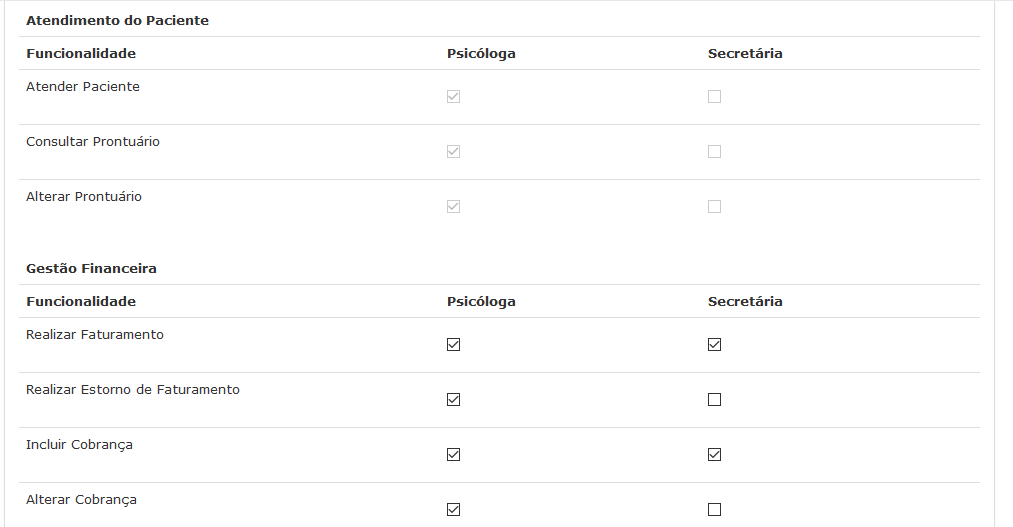 Atendimento do Paciente
Funcionalidade Psicóloga Secretária
Atender Paciente
Consultar Prontuário
Alterar Prontuário
Gestão Financeira
Funcionalidade Psicóloga Secretária
Realizar Faturamento
Realizar Estorno de Faturamento
Incluir Cobrança
Alterar Cobrança